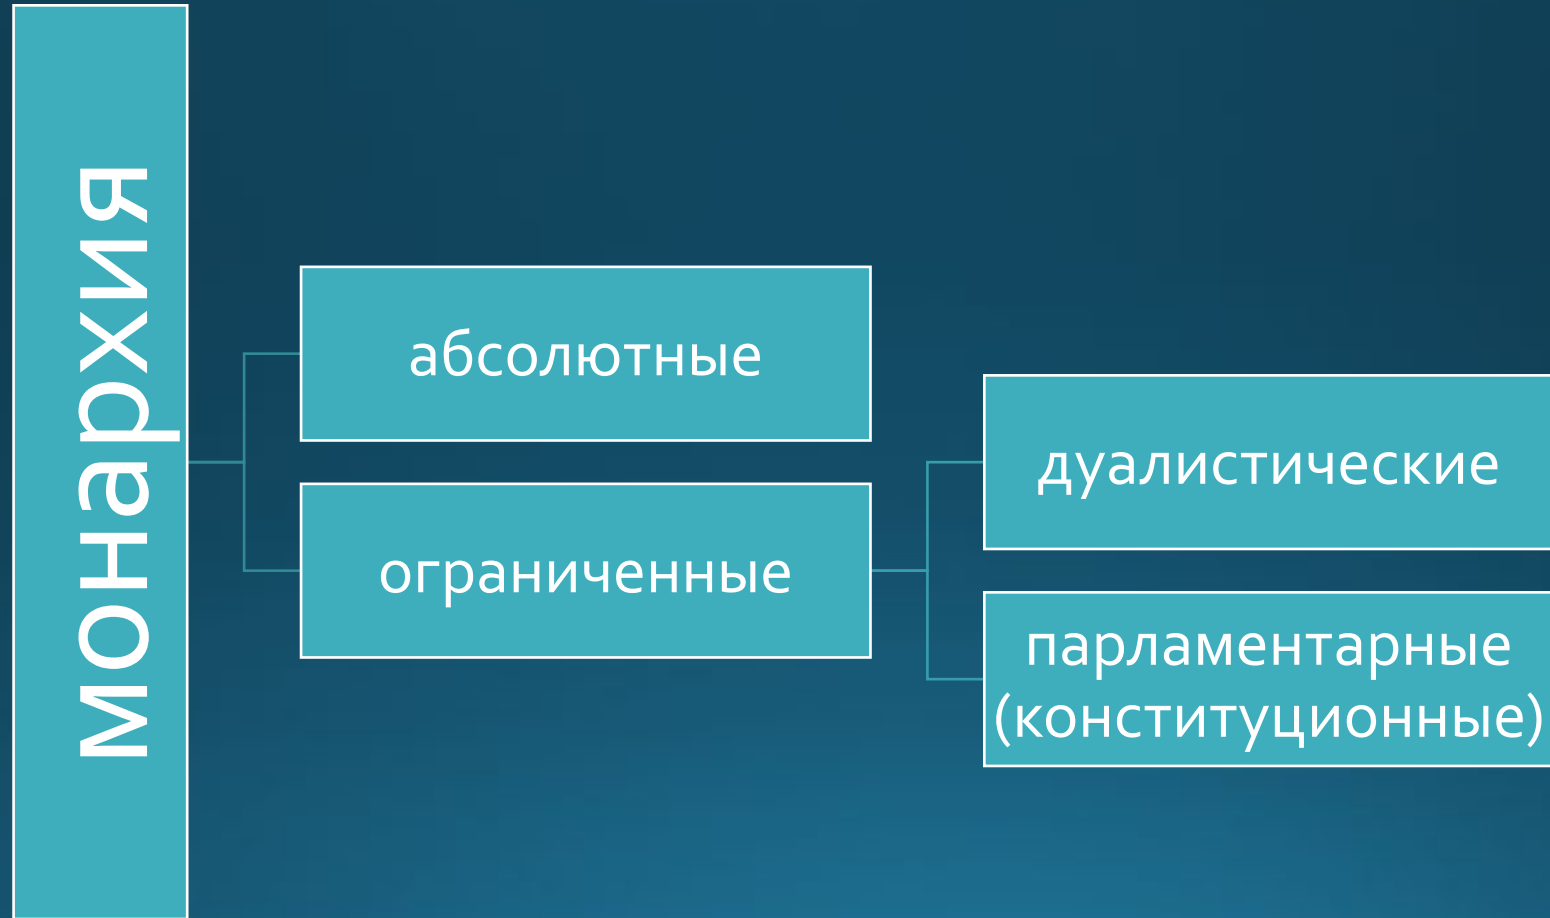 монархия
абсолютные
ограниченные
дуалистические
парламентарные
(конституционные)